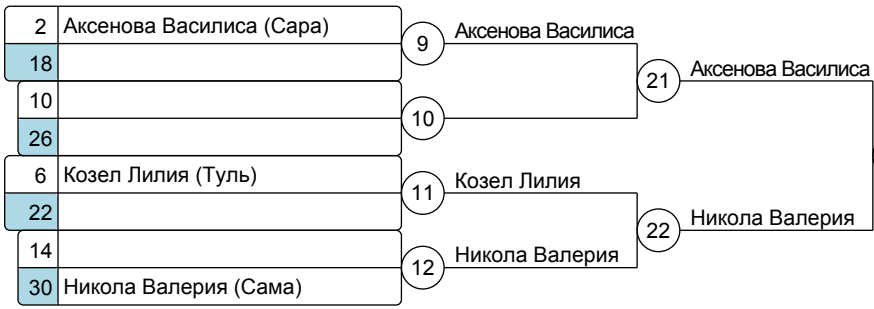 2 Аксенова Василиса (Сара)
18
9 Аксенова Василиса
10
26
10
21 Аксенова Василиса
6 Козел Лилия (Туль)
22
11 Козел Лилия
14
30 Никола Валерия (Сама)
12 Никола Валерия
22 Никола Валерия